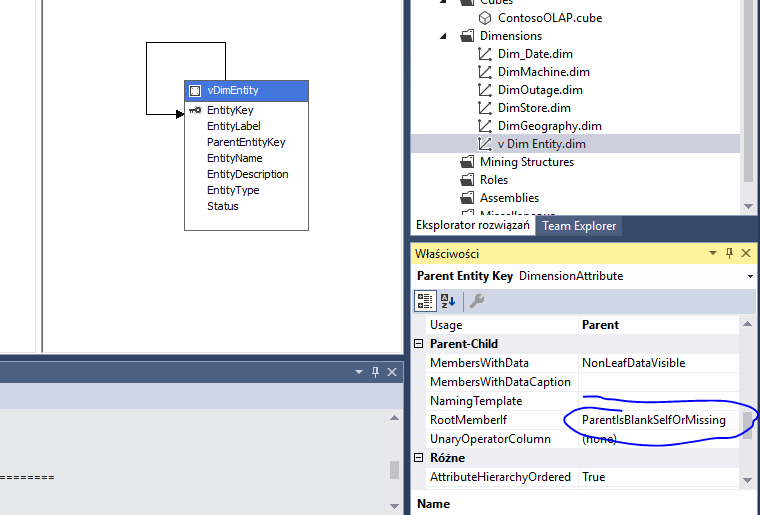 vDimEntity
EntityKey
EntityLabel
ParentEntityKey
EntityName
EntityDescription
EntityType
Status
========
Cubes
ContosoOLAP.cube
Dimensions
Dim_Date.dim
DimMachine.dim
DimOutage.dim
DimStore.dim
DimGeography.dim
v Dim Entity.dim
Mining Structures
Roles
Assemblies
Miscellaneous
Eksplorator rozwiązań Team Explorer
Właściwości
Parent Entity Key DimensionAttribute
Usage Parent
Parent-Child
MembersWithData NonLeafDataVisible
MembersWithDataCaption
NamingTemplate
RootMemberIf ParentIsBlankSelfOrMissing
UnaryOperatorColumn (none)
Różne
AttributeHierarchyOrdered True
Name